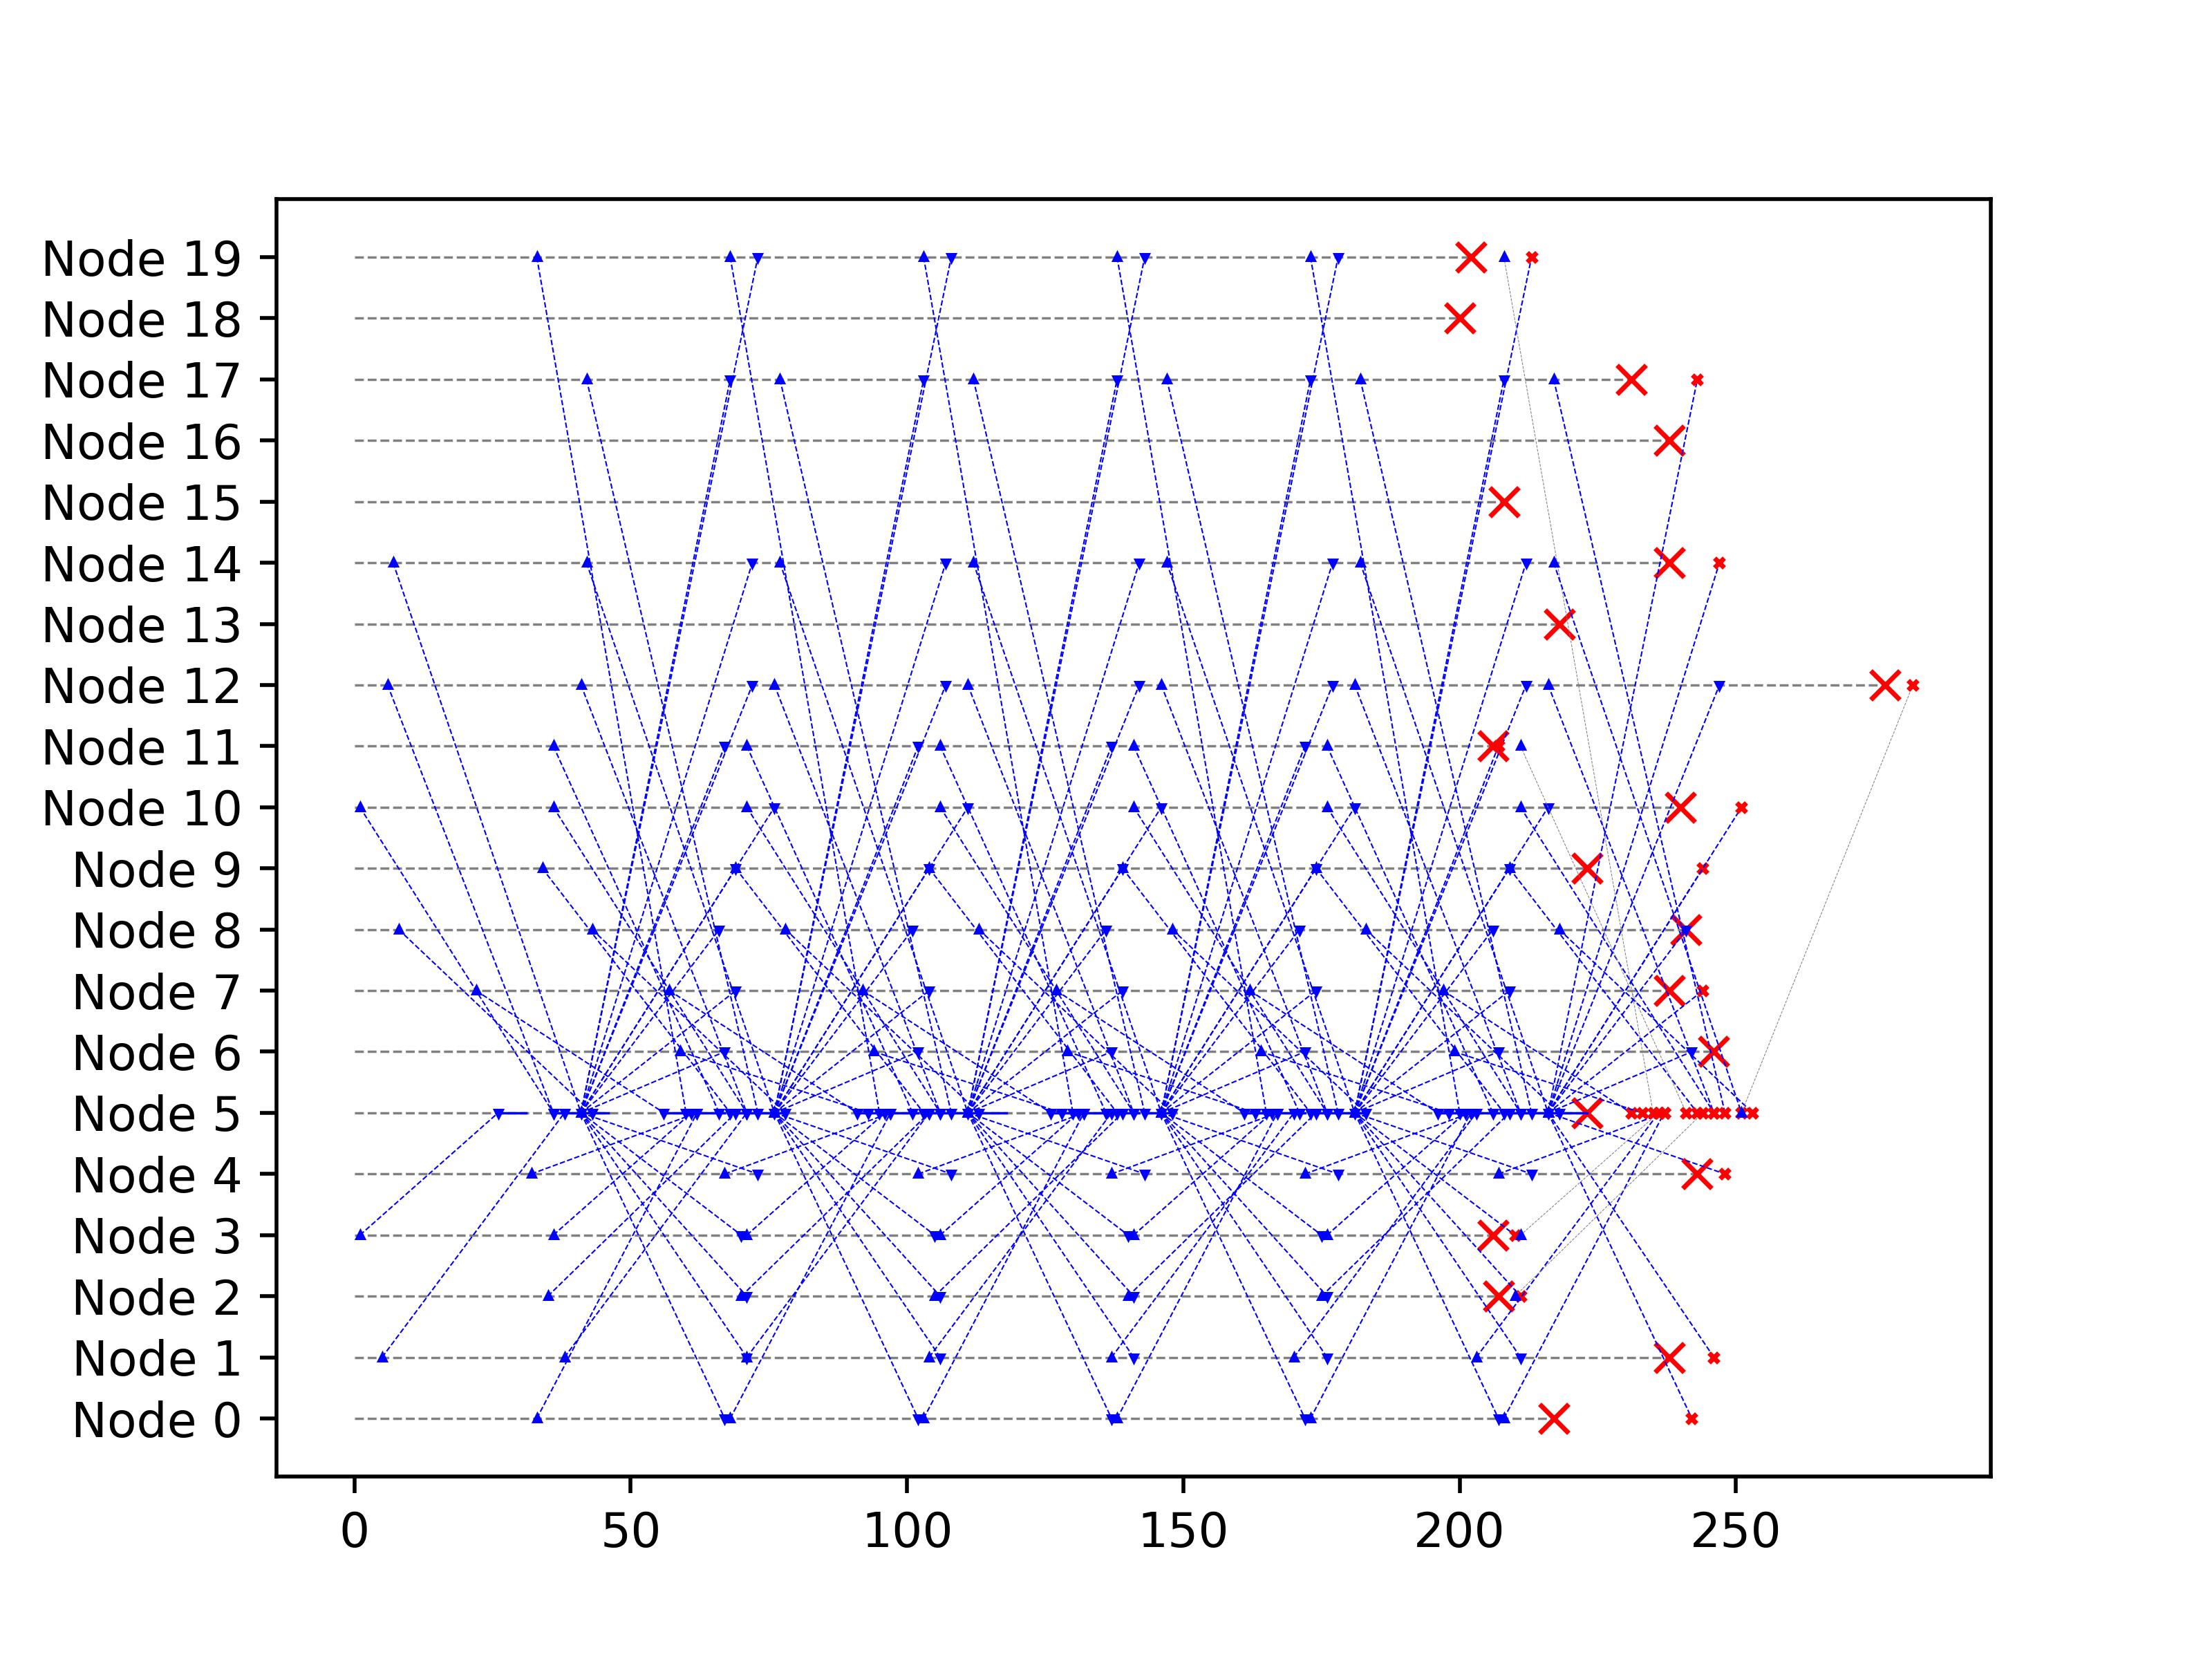 Node 19
Node 18
Node 17
Node 16
Node 15
Node 14
Node 13
Node 12
Node 11
Node 10
Node 9
Node 8
Node 7
Node 6
Node 5
Node 4
Node 3
Node 2
Node 1
Node 0
0 50 100 150 200 250